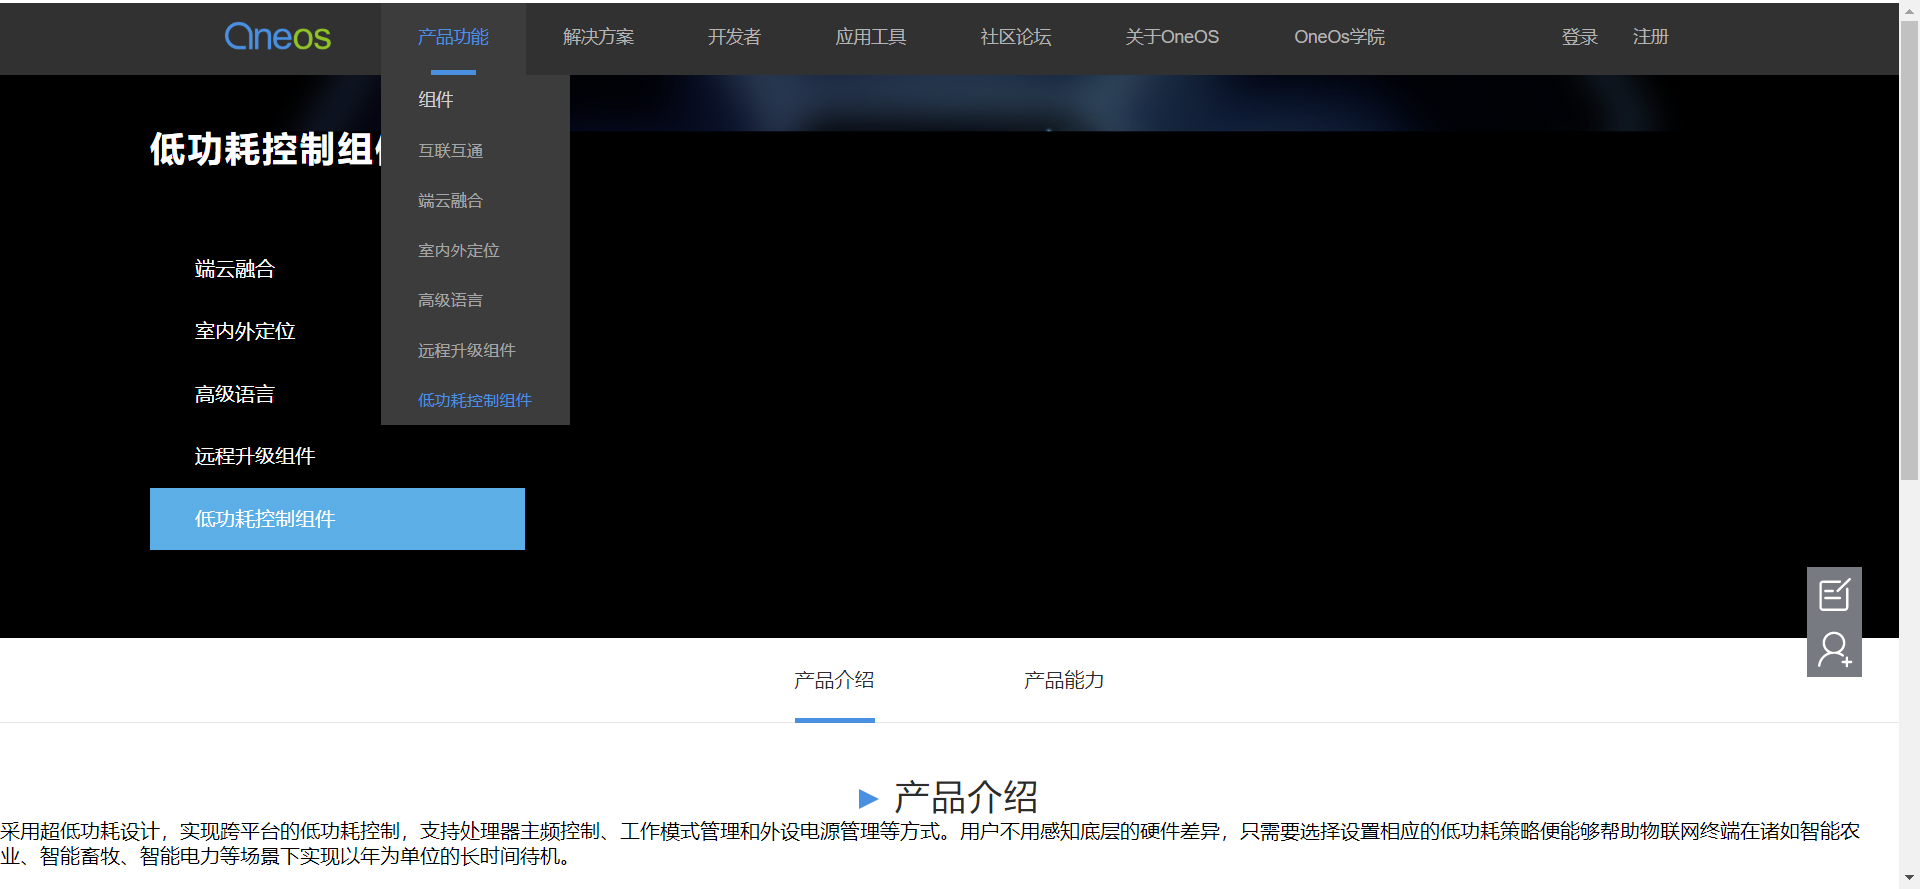 Oneos
产品功能
解决方案
开发者
应用工具
社区论坛
关于OneOS
OneOs学院
登录
注册
组件
互联互通
端云融合
室内外定位
高级语言
远程升级组件
低功耗控制组件
低功耗控制组
端云融合
室内外定位
高级语言
远程升级组件
低功耗控制组件
产品介绍
产品能力
产品介绍
采用超低功耗设计，实现跨平台的低功耗控制，支持处理器主频控制、工作模式管理和外设电源管理等方式。用户不用感知底层的硬件差异，只需要选择设置相应的低功耗策略便能够帮助物联网终端在诸如智能农
业、智能畜牧、智能电力等场景下实现以年为单位的长时间待机。